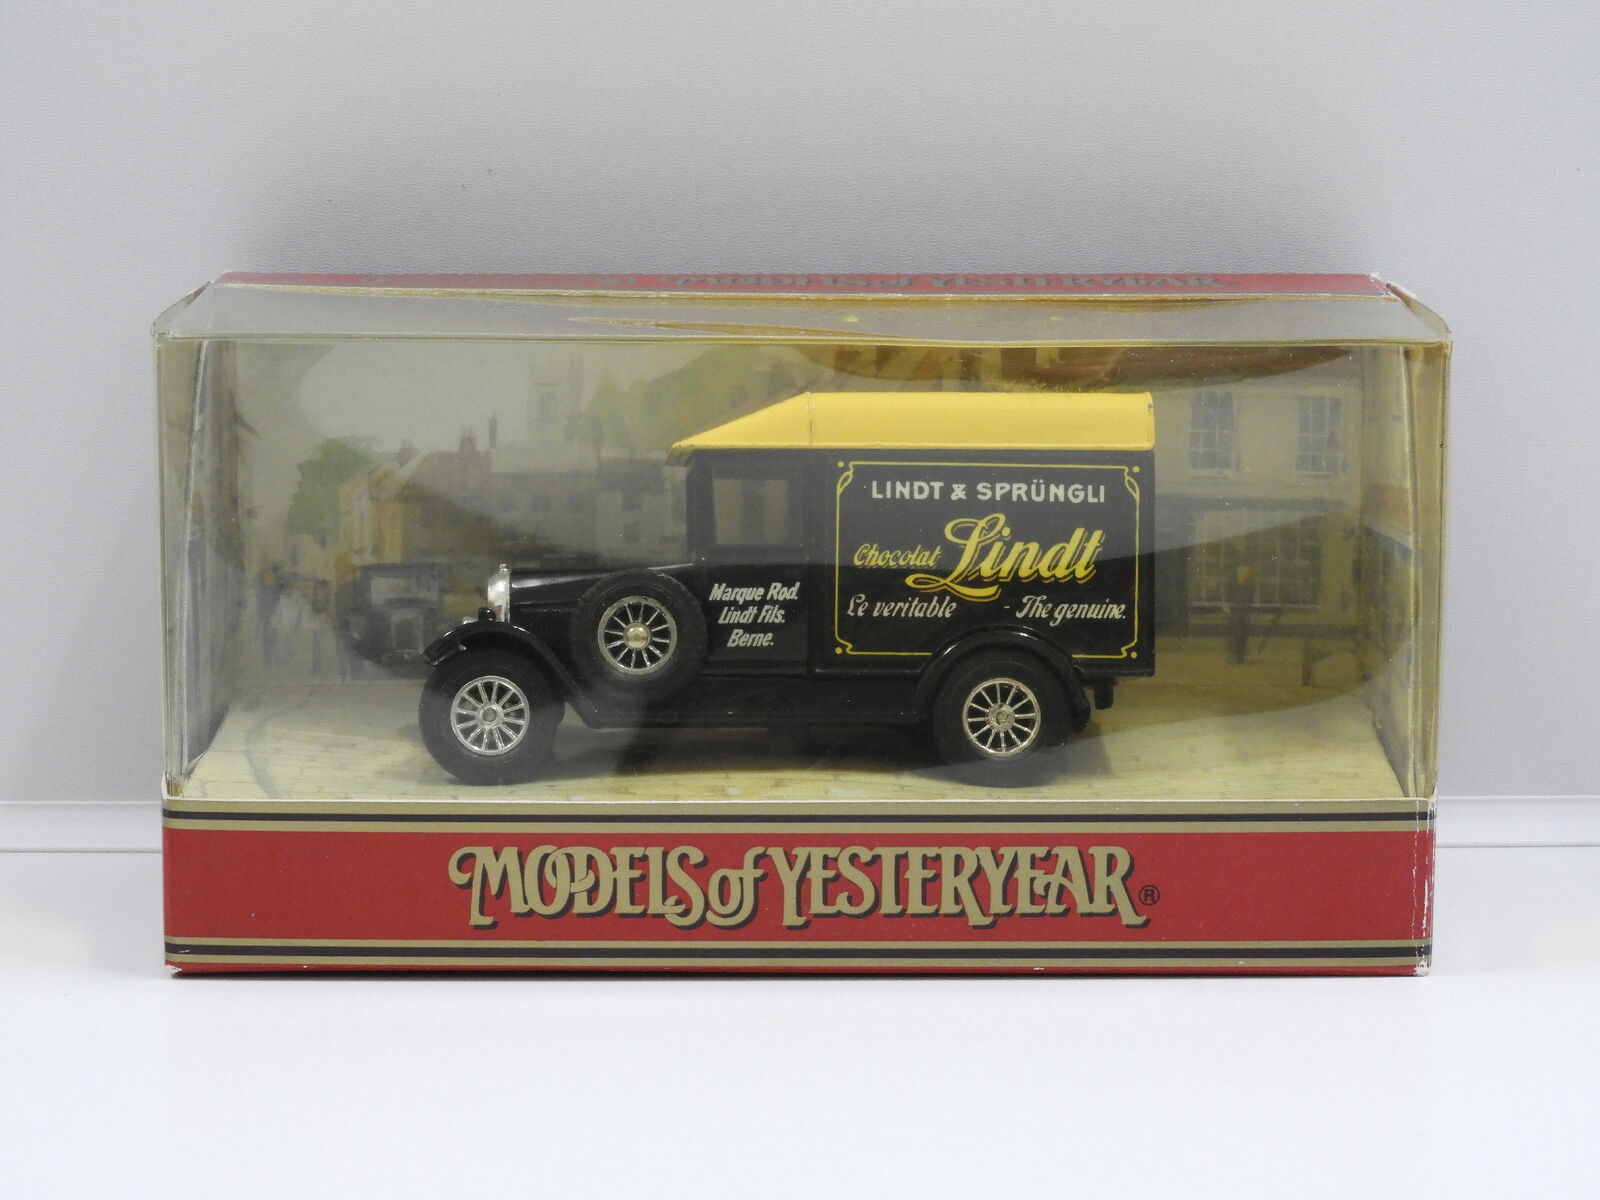 MODELS of YESTERYEAR
LINDT & SPRÜNGLI
Chocolat Lindt
Le veritable - The genuine.
Marque Rod.
Lindt Fils.
Berne.
MODELS of YESTERYEAR®